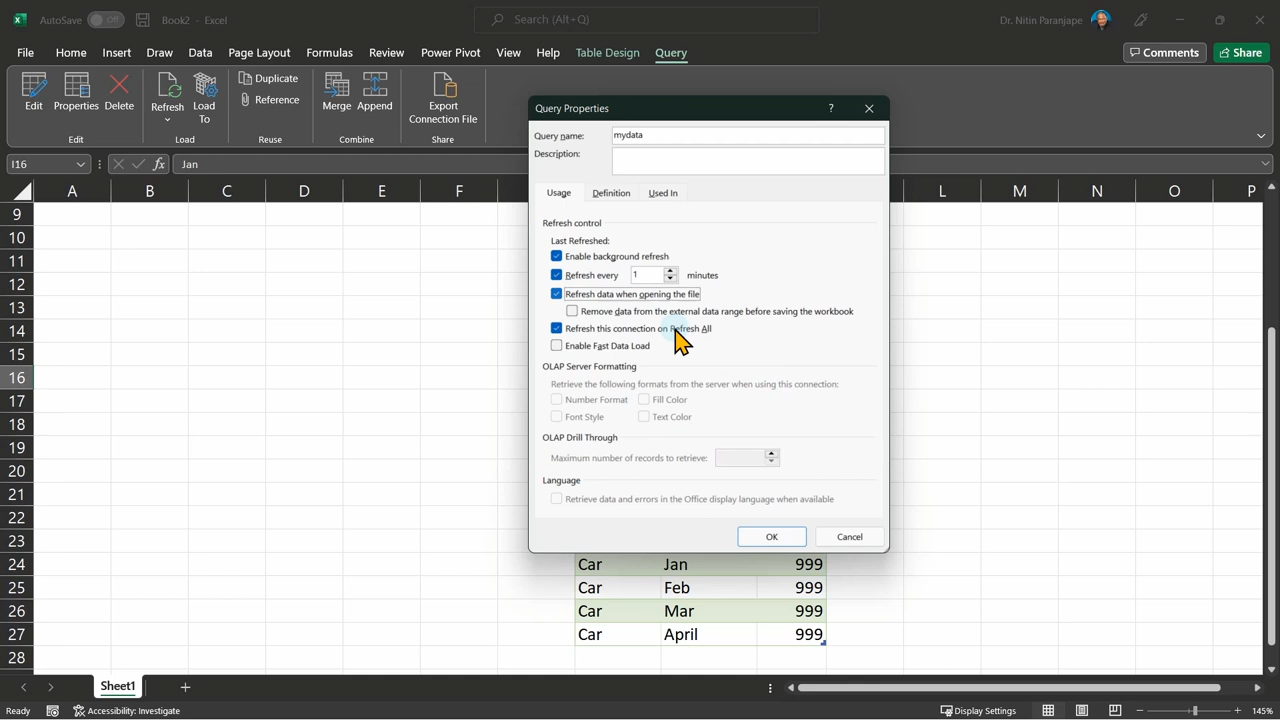 AutoSave Off Book2 - Excel Search (Alt+Q) Dr. Nitin Paranjape
File Home Insert Draw Data Page Layout Formulas Review Power Pivot View Help Table Design Query Comments Share
Edit Properties Delete Refresh Load To Duplicate Reference Merge Append Export Connection File
Edit Load Reuse Combine Share
I16 fx Jan
A B C D E F L M N O P
9
10
11
12
13
14
15
16
17
18
19
20
21
22
23
24 Car Jan 999
25 Car Feb 999
26 Car Mar 999
27 Car April 999
28
Query Properties ?
Query name: mydata
Description:
Usage Definition Used In
Refresh control
Last Refreshed:
Enable background refresh
Refresh every 1 minutes
Refresh data when opening the file
Remove data from the external data range before saving the workbook
Refresh this connection on Refresh All
Enable Fast Data Load
OLAP Server Formatting
Retrieve the following formats from the server when using this connection:
Number Format Fill Color
Font Style Text Color
OLAP Drill Through
Maximum number of records to retrieve:
Language
Retrieve data and errors in the Office display language when available
OK Cancel
Sheet1
Ready Accessibility: Investigate Display Settings 145%